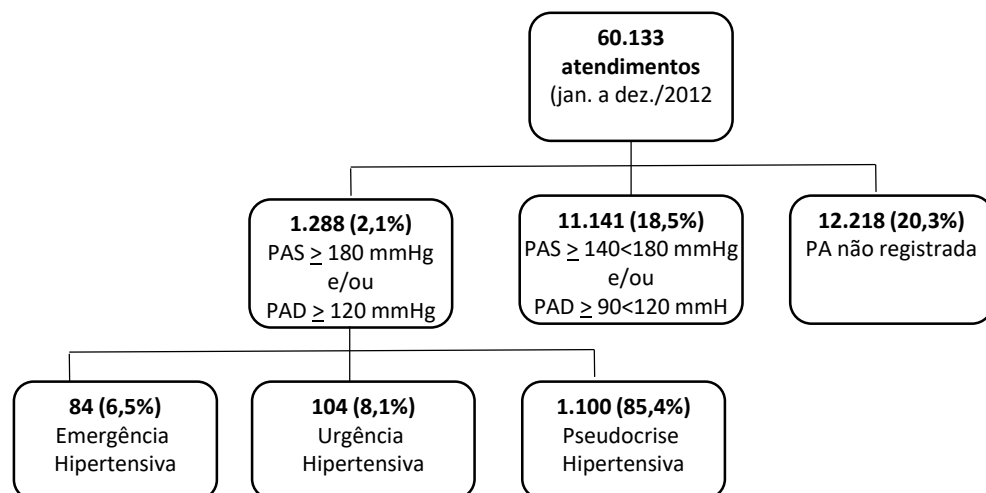 60.133
atendimentos
(jan. a dez./2012
1.288 (2,1%)
PAS ≥ 180 mmHg
e/ou
PAD ≥ 120 mmHg
11.141 (18,5%)
PAS ≥ 140<180 mmHg
e/ou
PAD ≥ 90<120 mmH
12.218 (20,3%)
PA não registrada
84 (6,5%)
Emergência
Hipertensiva
104 (8,1%)
Urgência
Hipertensiva
1.100 (85,4%)
Pseudocrise
Hipertensiva